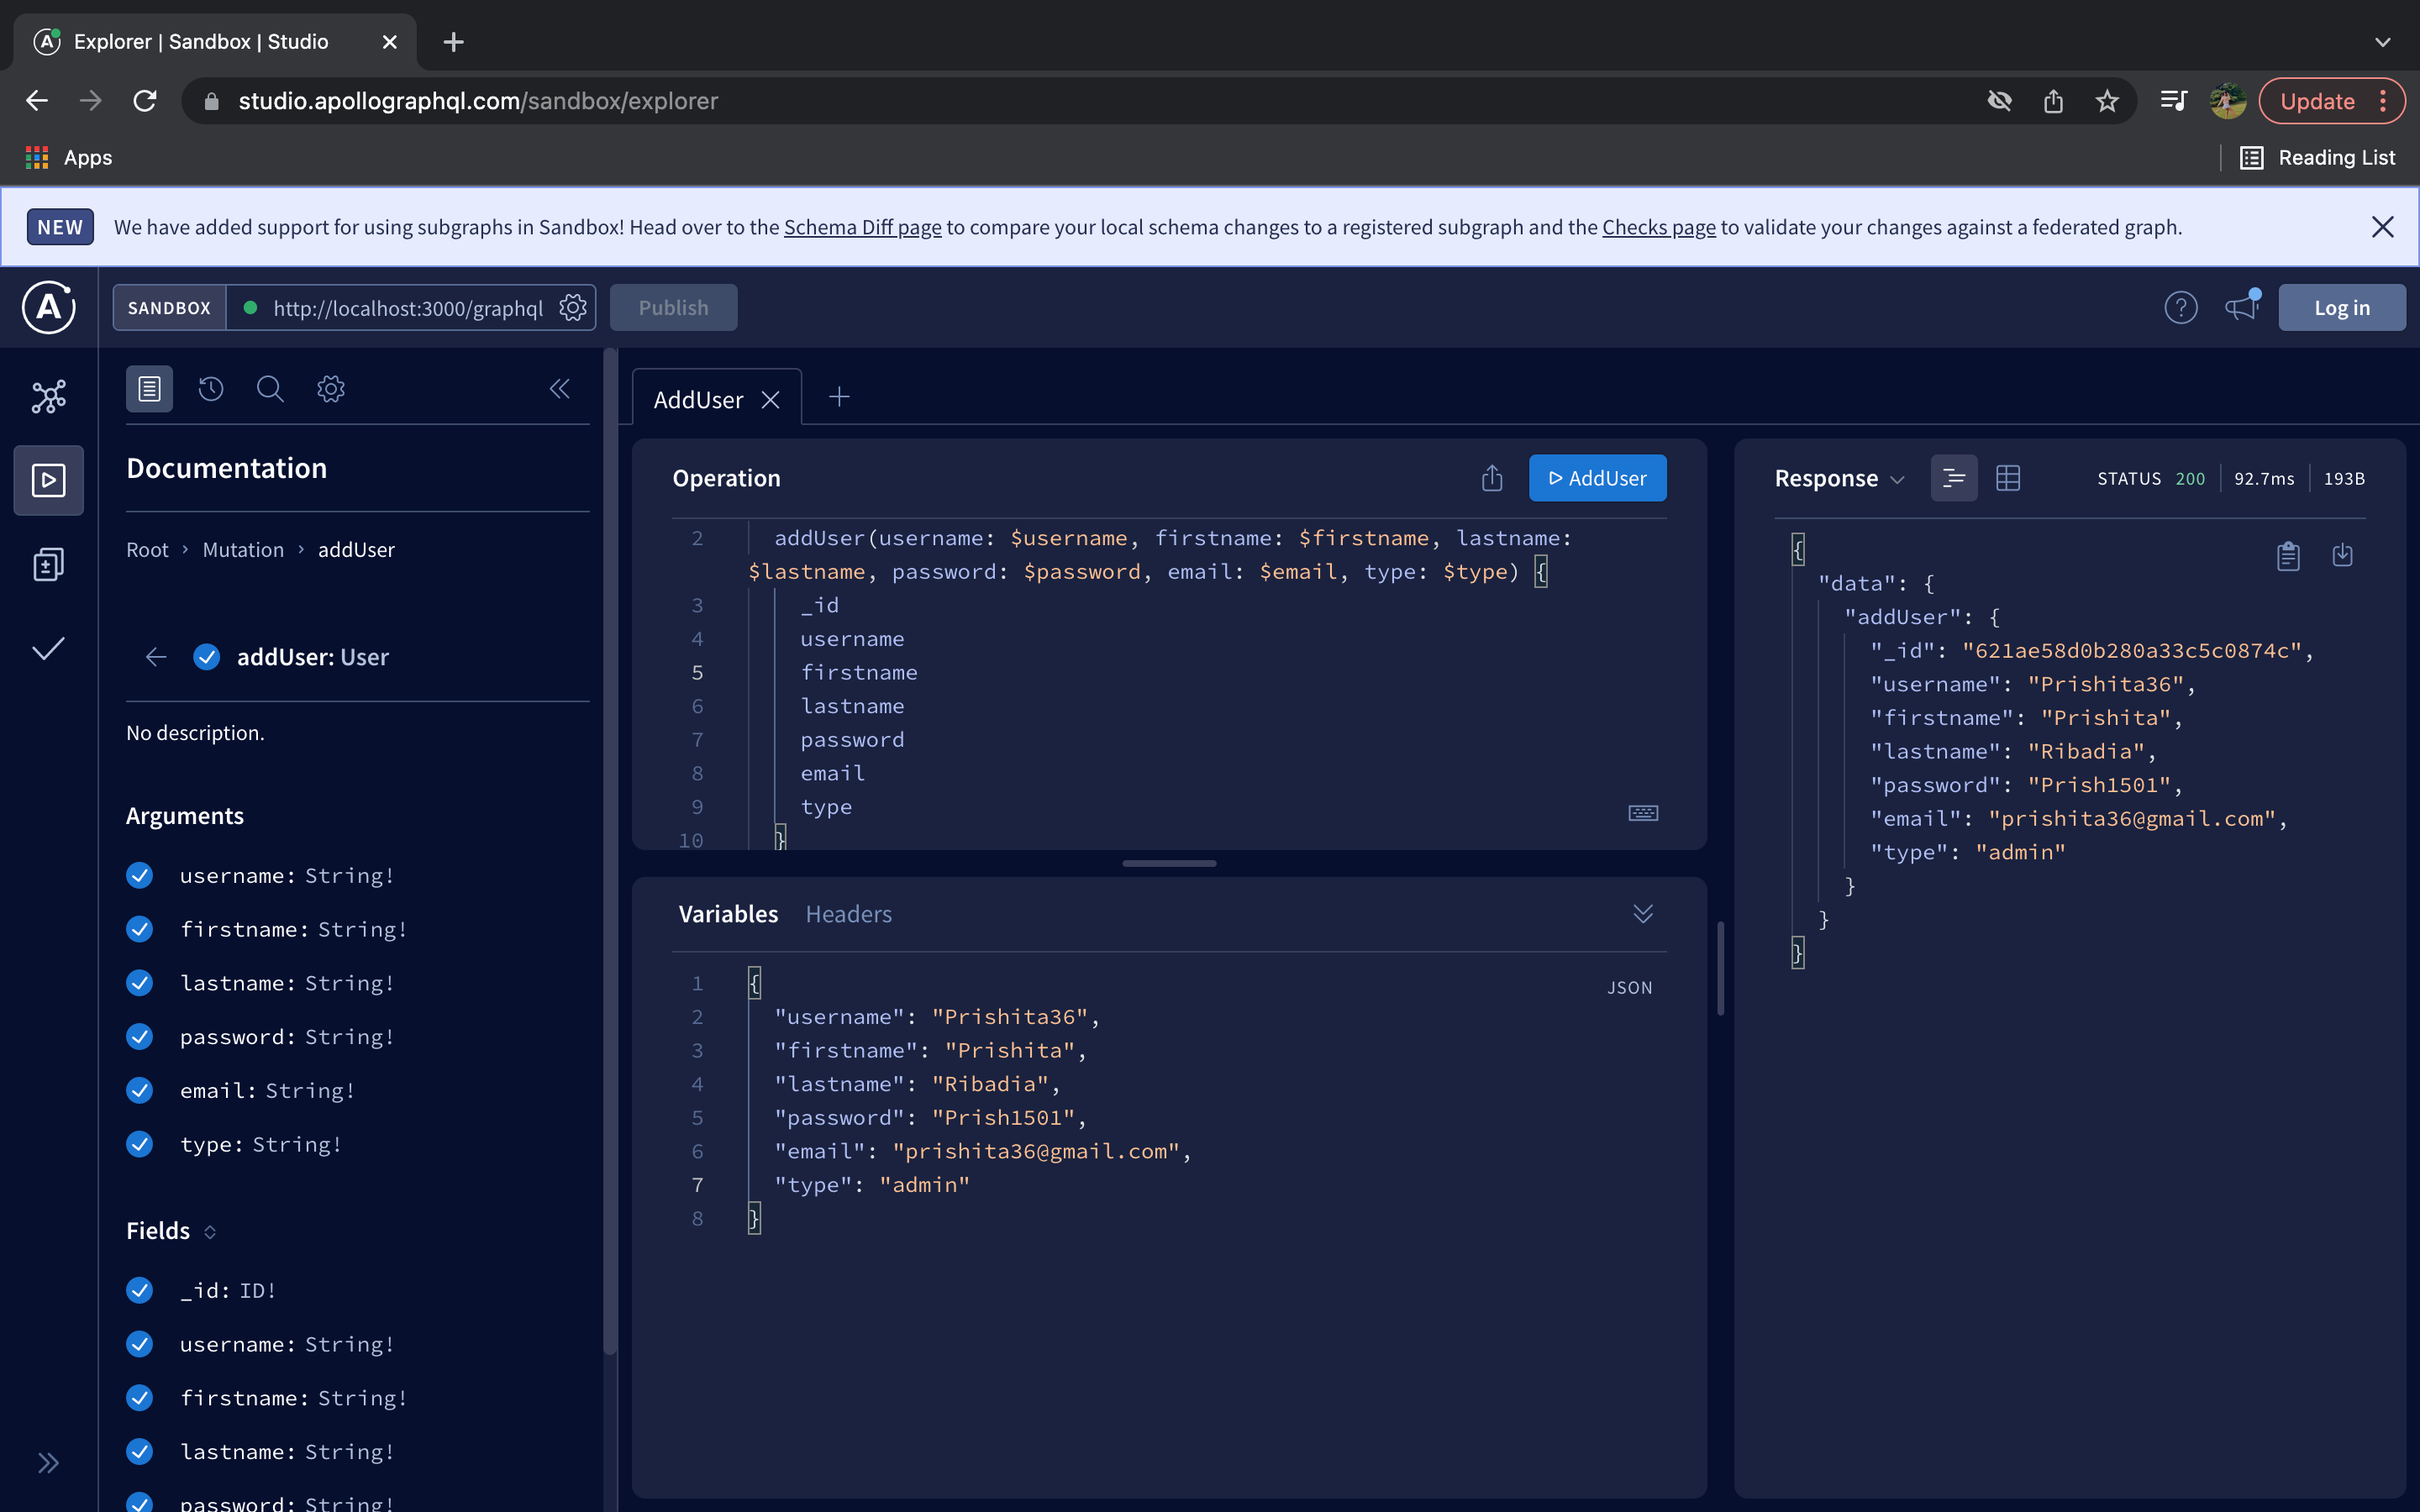 Explorer | Sandbox | Studio
studio.apollographql.com/sandbox/explorer
Update
Apps
Reading List
NEW We have added support for using subgraphs in Sandbox! Head over to the Schema Diff page to compare your local schema changes to a registered subgraph and the Checks page to validate your changes against a federated graph.
SANDBOX http://localhost:3000/graphql Publish
Log in
Documentation
Root › Mutation › addUser
addUser: User
No description.
Arguments
username: String!
firstname: String!
lastname: String!
password: String!
email: String!
type: String!
Fields
_id: ID!
username: String!
firstname: String!
lastname: String!
password: String!
AddUser
Operation
AddUser
2 addUser(username: $username, firstname: $firstname, lastname:
$lastname, password: $password, email: $email, type: $type) {
3 _id
4 username
5 firstname
6 lastname
7 password
8 email
9 type
10 }
Variables Headers
JSON
1 {
2 "username": "Prishita36",
3 "firstname": "Prishita",
4 "lastname": "Ribadia",
5 "password": "Prish1501",
6 "email": "prishita36@gmail.com",
7 "type": "admin"
8 }
Response STATUS 200 92.7ms 193B
{
"data": {
"addUser": {
"_id": "621ae58d0b280a33c5c0874c",
"username": "Prishita36",
"firstname": "Prishita",
"lastname": "Ribadia",
"password": "Prish1501",
"email": "prishita36@gmail.com",
"type": "admin"
}
}
}